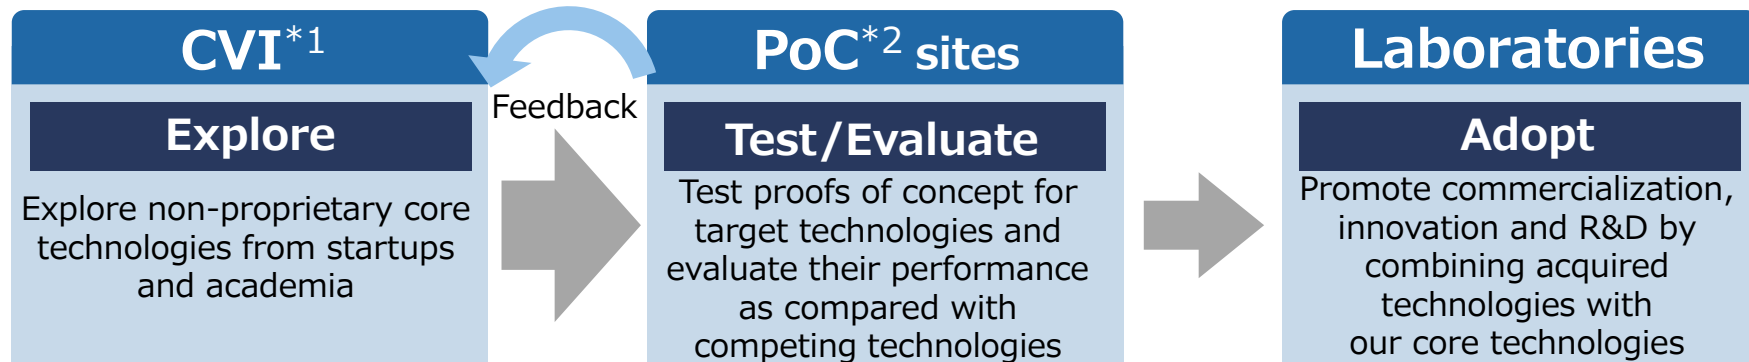 CVI*1
Explore
Explore non-proprietary core
technologies from startups
and academia
Feedback
PoC*2 sites
Test/Evaluate
Test proofs of concept for
target technologies and
evaluate their performance
as compared with
competing technologies
Laboratories
Adopt
Promote commercialization,
innovation and R&D by
combining acquired
technologies with
our core technologies